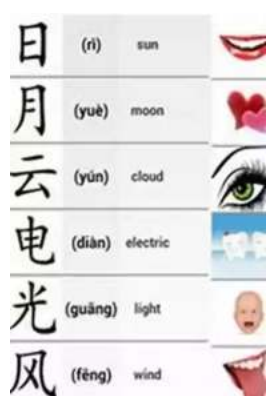 日 (rì) sun
月 (yuè) moon
云 (yún) cloud
电 (diàn) electric
光 (guāng) light
风 (fēng) wind